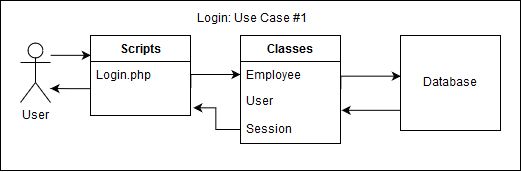 Login: Use Case #1
Scripts
Classes
Login.php
Employee
Database
User
User
Session